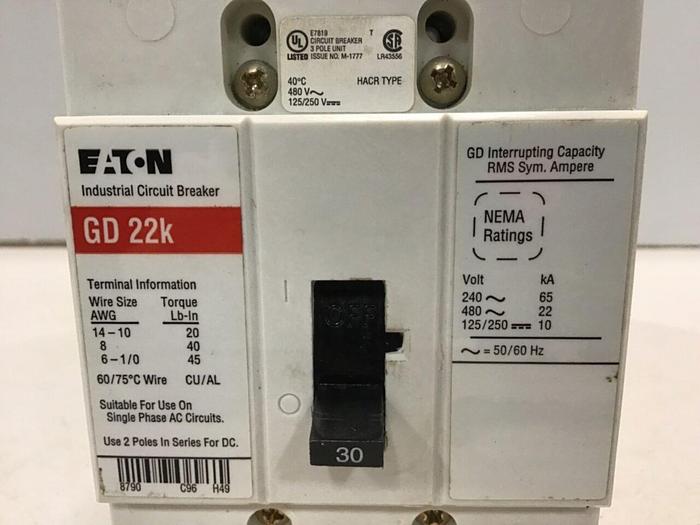 E7819 T
CIRCUIT BREAKER
3 POLE UNIT
LISTED ISSUE NO. M-1777 LR43556
UL
SA
40°C HACR TYPE
480 V~
125/250 V⎓
EATON
Industrial Circuit Breaker
GD 22k
Terminal Information
Wire Size Torque
AWG Lb-In
14-10 20
8 40
6-1/0 45
60/75°C Wire CU/AL
Suitable For Use On
Single Phase AC Circuits.
Use 2 Poles In Series For DC.
8790 C96 H49
OFF
30
GD Interrupting Capacity
RMS Sym. Ampere
NEMA
Ratings
Volt kA
240 ~ 65
480 ~ 22
125/250 ⎓ 10
~ = 50/60 Hz